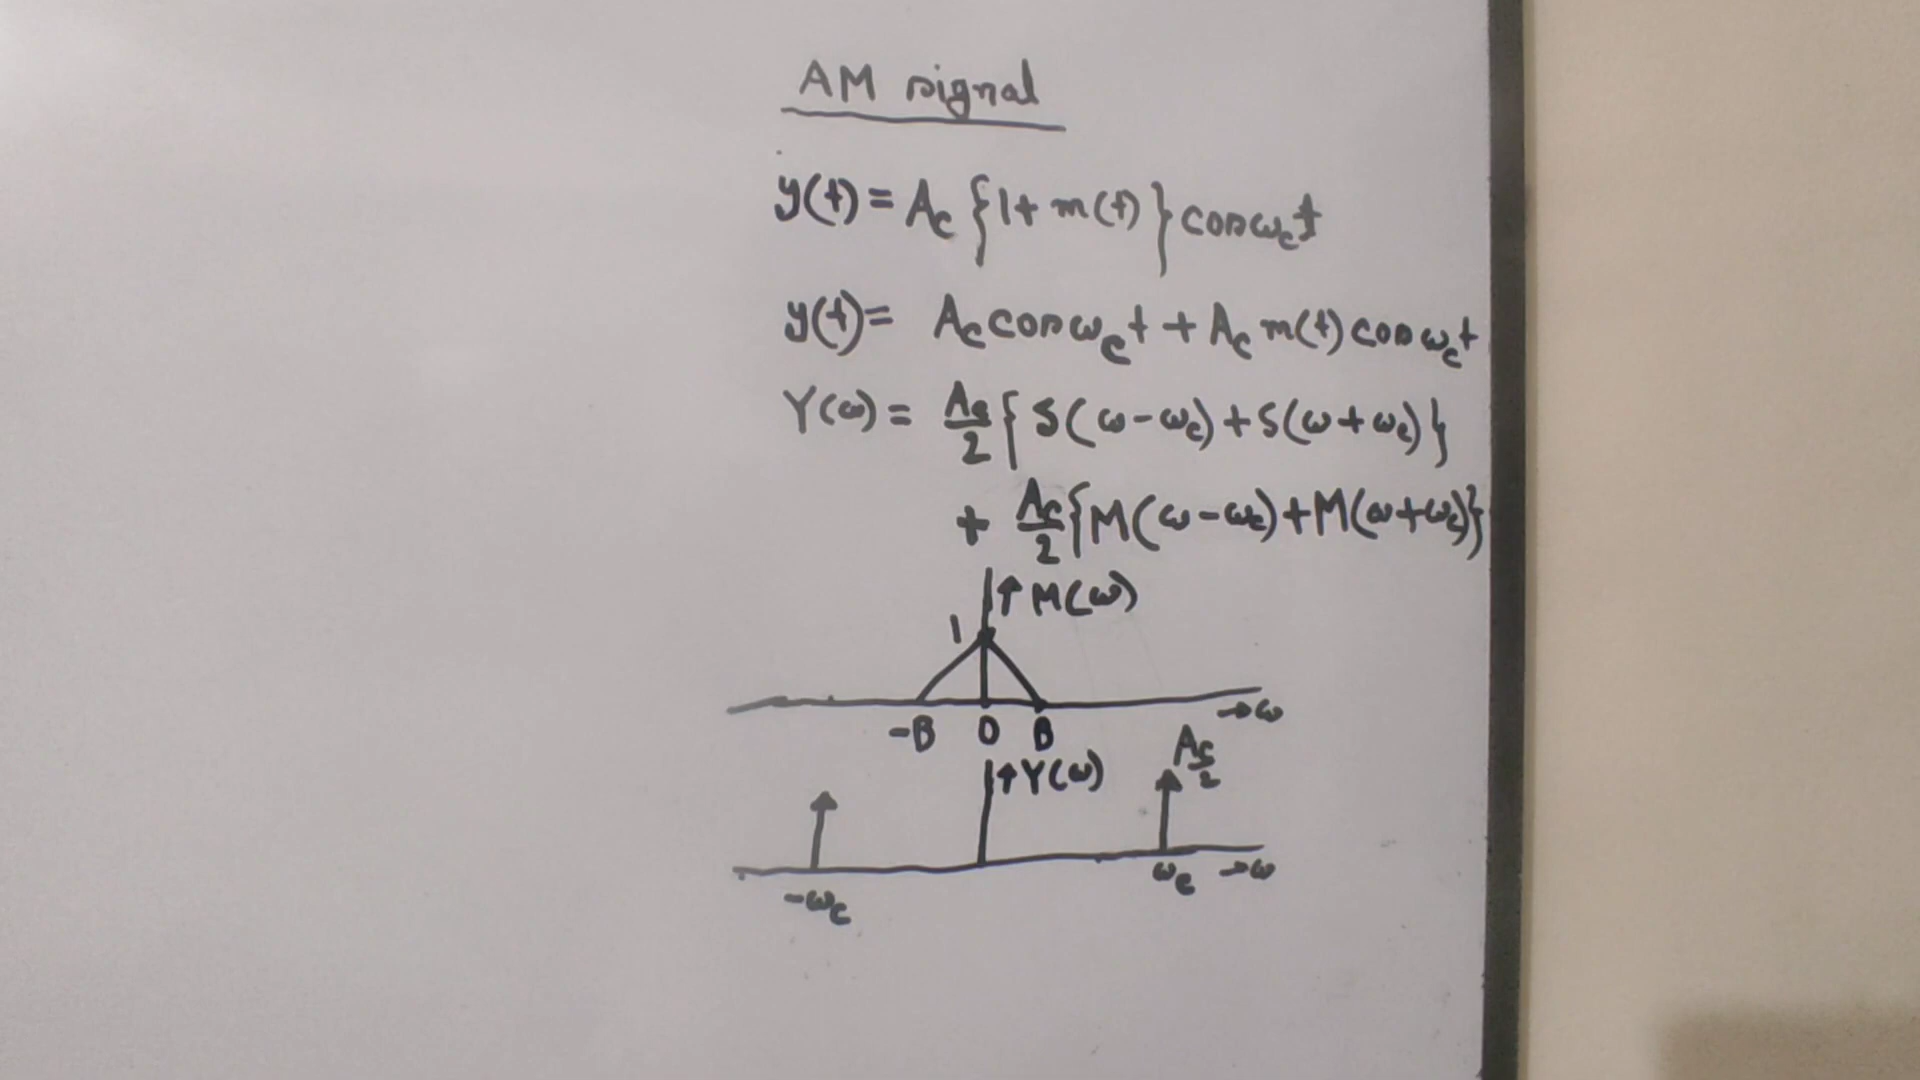 AM signal
y(t) = Ac {1+ m(t)} cosωct
y(t)= Ac cosωct + Ac m(t) cosωct
Y(ω) = Ac/2 { δ(ω-ωc) + δ(ω+ωc)}
+ Ac/2 {M(ω-ωc)+M(ω+ωc)}
↑ M(ω)
1
→ω
-B 0 B
Ac/2
↑Y(ω)
ωc →ω
-ωc